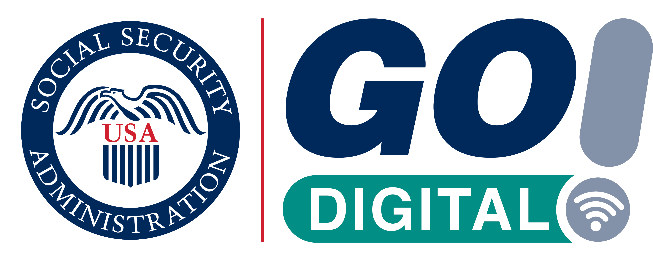 SOCIAL SECURITY
USA
ADMINISTRATION
GO!
DIGITAL